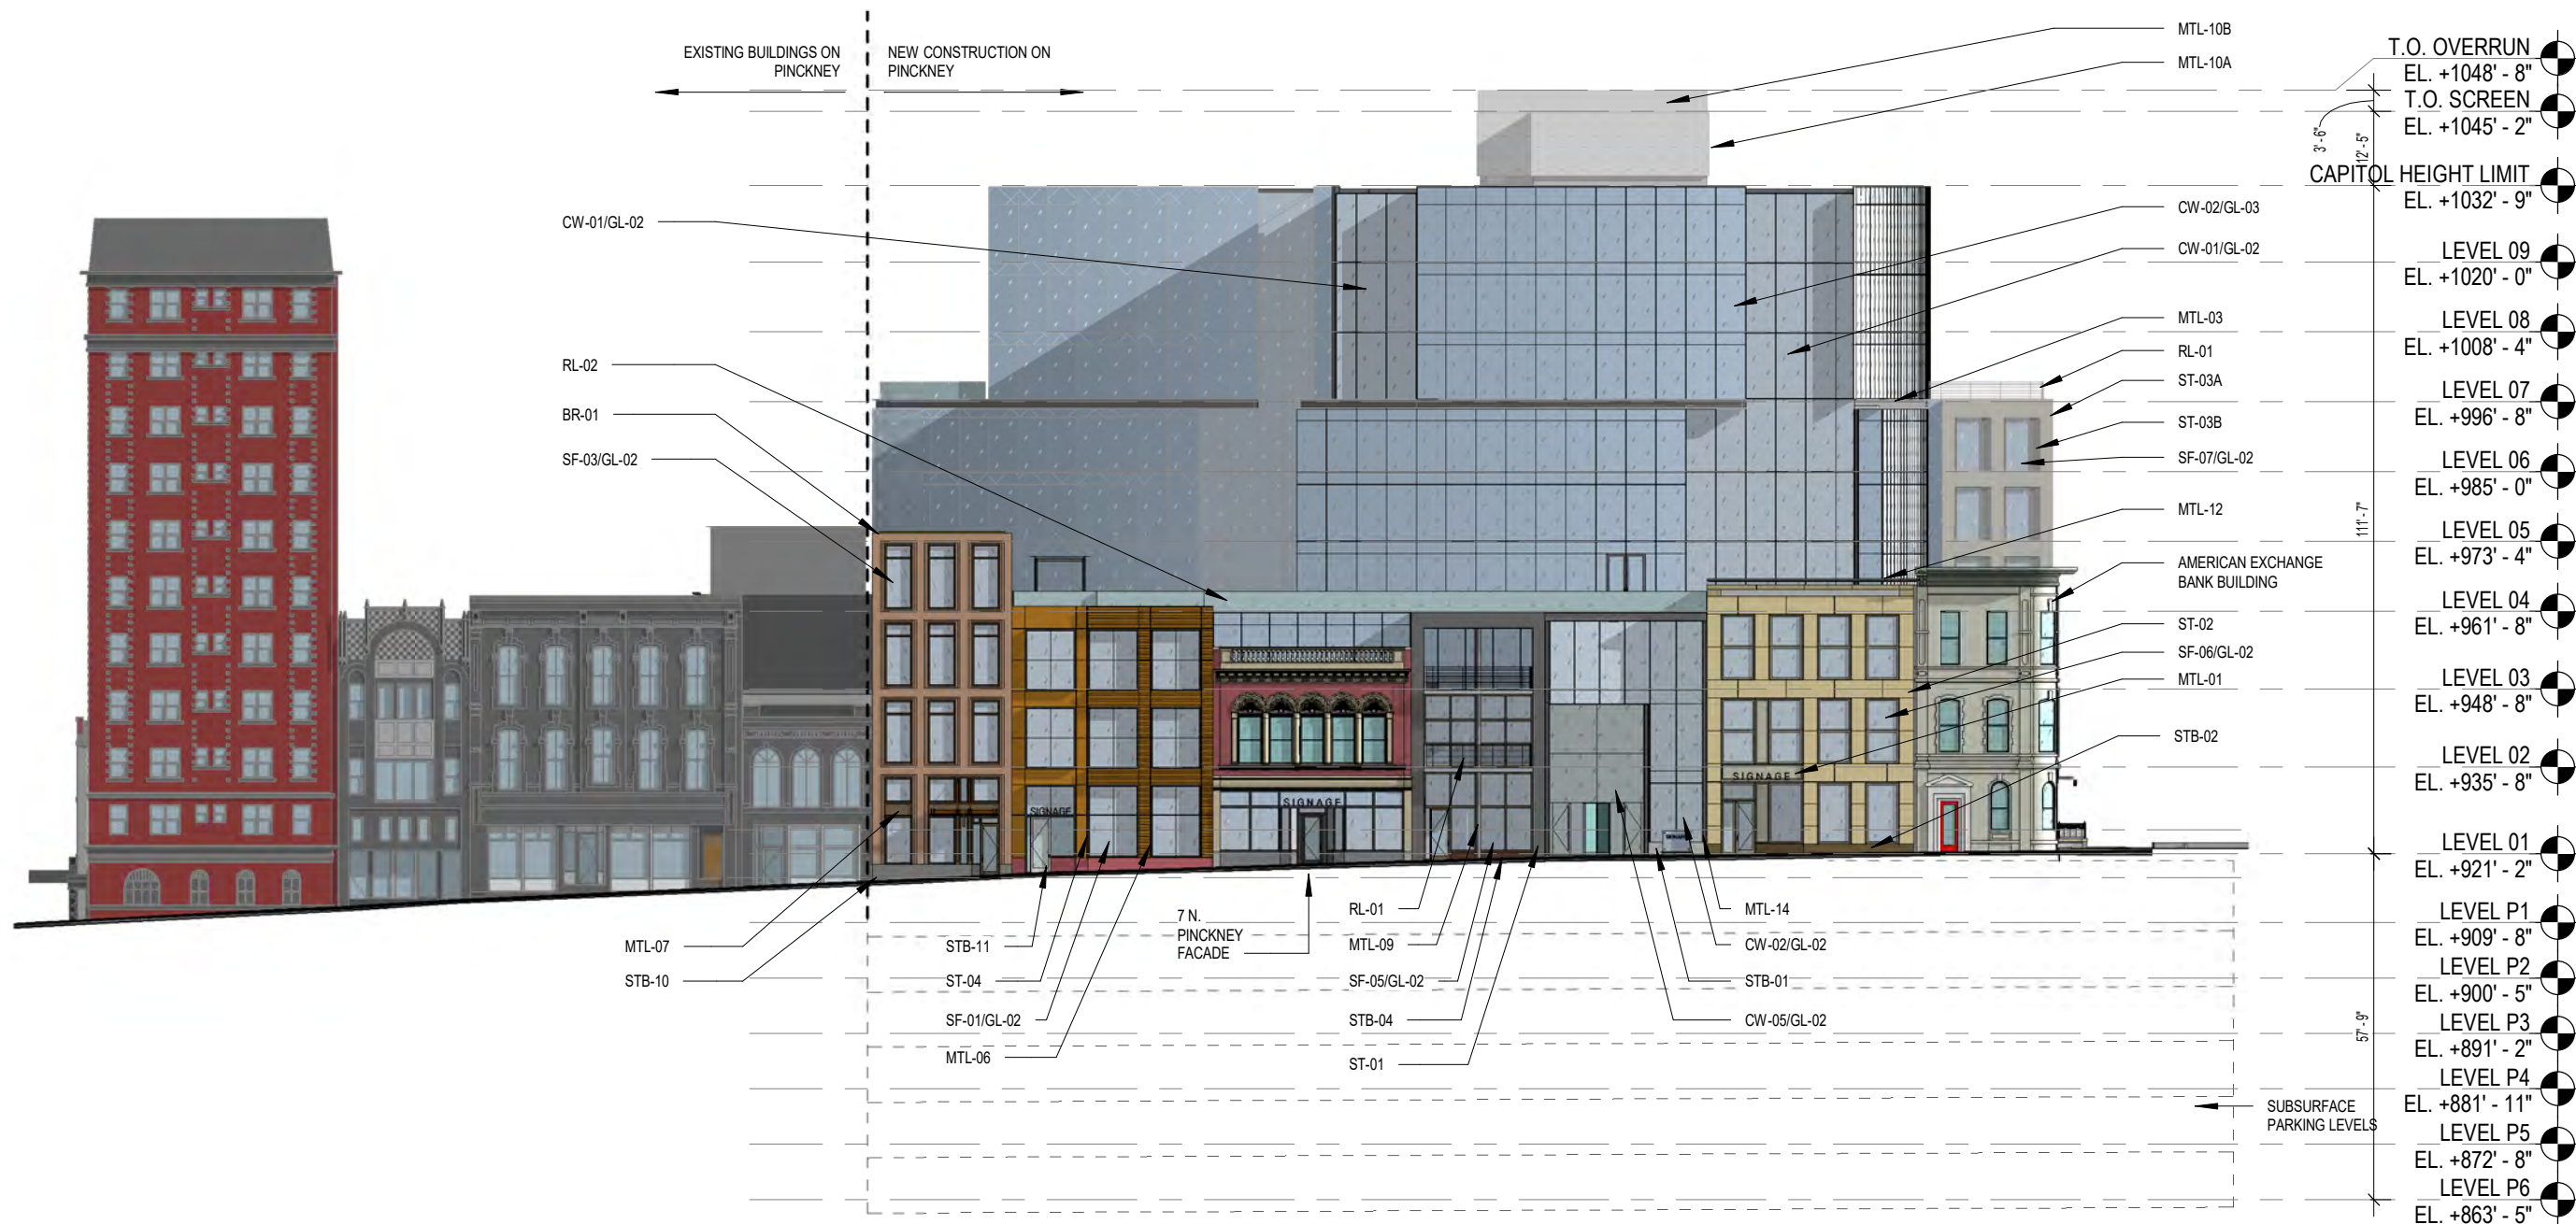 EXISTING BUILDINGS ON
PINCKNEY
NEW CONSTRUCTION ON
PINCKNEY
CW-01/GL-02
RL-02
BR-01
SF-03/GL-02
MTL-10B
MTL-10A
CW-02/GL-03
CW-01/GL-02
MTL-03
RL-01
ST-03A
ST-03B
SF-07/GL-02
MTL-12
AMERICAN EXCHANGE
BANK BUILDING
ST-02
SF-06/GL-02
MTL-01
STB-02
SIGNAGE
SIGNAGE
SIGNAGE
MTL-07
STB-10
STB-11
ST-04
SF-01/GL-02
MTL-06
7 N.
PINCKNEY
FACADE
RL-01
MTL-09
SF-05/GL-02
STB-04
ST-01
MTL-14
CW-02/GL-02
STB-01
CW-05/GL-02
SUBSURFACE
PARKING LEVELS
3' - 6"
12' - 5"
111' - 7"
57' - 9"
T.O. OVERRUN
EL. +1048' - 8"
T.O. SCREEN
EL. +1045' - 2"
CAPITOL HEIGHT LIMIT
EL. +1032' - 9"
LEVEL 09
EL. +1020' - 0"
LEVEL 08
EL. +1008' - 4"
LEVEL 07
EL. +996' - 8"
LEVEL 06
EL. +985' - 0"
LEVEL 05
EL. +973' - 4"
LEVEL 04
EL. +961' - 8"
LEVEL 03
EL. +948' - 8"
LEVEL 02
EL. +935' - 8"
LEVEL 01
EL. +921' - 2"
LEVEL P1
EL. +909' - 8"
LEVEL P2
EL. +900' - 5"
LEVEL P3
EL. +891' - 2"
LEVEL P4
EL. +881' - 11"
LEVEL P5
EL. +872' - 8"
LEVEL P6
EL. +863' - 5"